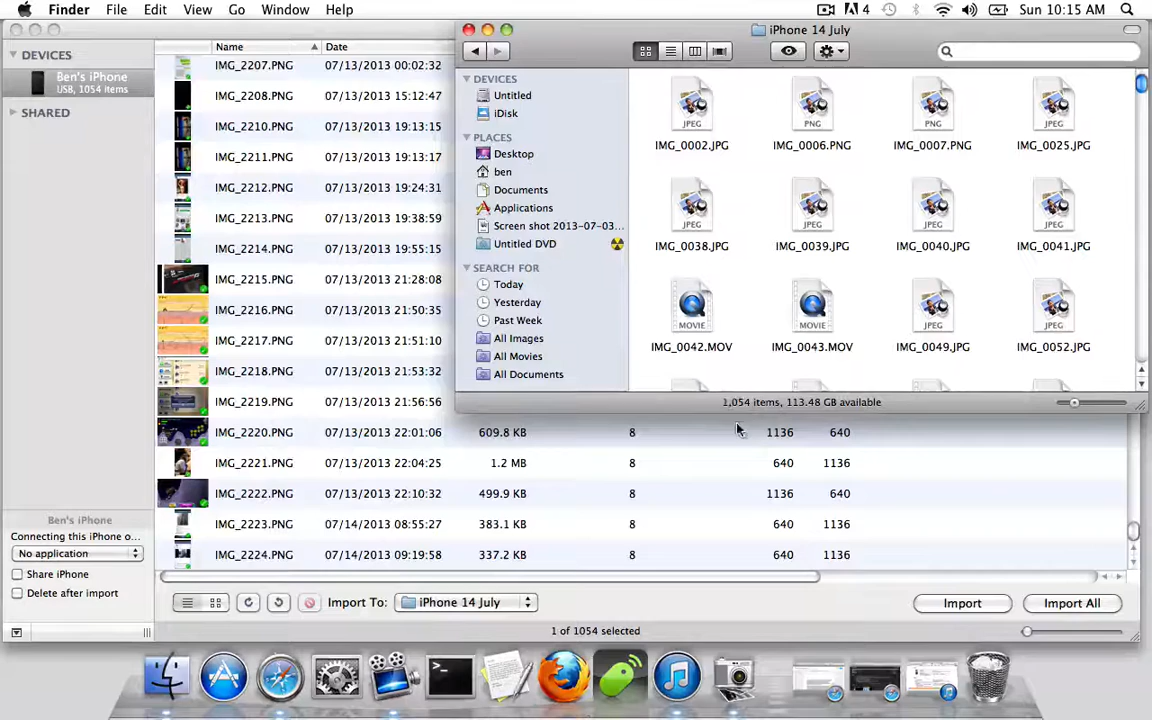 Finder File Edit View Go Window Help 4 Sun 10:15 AM
iPhone 14 July
DEVICES
Ben's iPhone
USB, 1054 items
SHARED
Name Date
IMG_2207.PNG 07/13/2013 00:02:32
IMG_2208.PNG 07/13/2013 15:12:47
IMG_2210.PNG 07/13/2013 19:13:15
IMG_2211.PNG 07/13/2013 19:13:17
IMG_2212.PNG 07/13/2013 19:24:31
IMG_2213.PNG 07/13/2013 19:38:59
IMG_2214.PNG 07/13/2013 19:55:15
IMG_2215.PNG 07/13/2013 21:28:08
IMG_2216.PNG 07/13/2013 21:50:35
IMG_2217.PNG 07/13/2013 21:51:10
IMG_2218.PNG 07/13/2013 21:53:32
IMG_2219.PNG 07/13/2013 21:56:56
IMG_2220.PNG 07/13/2013 22:01:06 609.8 KB 8 1136 640
IMG_2221.PNG 07/13/2013 22:04:25 1.2 MB 8 640 1136
IMG_2222.PNG 07/13/2013 22:10:32 499.9 KB 8 1136 640
IMG_2223.PNG 07/14/2013 08:55:27 383.1 KB 8 640 1136
IMG_2224.PNG 07/14/2013 09:19:58 337.2 KB 8 640 1136
DEVICES
Untitled
iDisk
PLACES
Desktop
ben
Documents
Applications
Screen shot 2013-07-03...
Untitled DVD
SEARCH FOR
Today
Yesterday
Past Week
All Images
All Movies
All Documents
JPEG PNG PNG JPEG
IMG_0002.JPG IMG_0006.PNG IMG_0007.PNG IMG_0025.JPG
JPEG JPEG JPEG JPEG
IMG_0038.JPG IMG_0039.JPG IMG_0040.JPG IMG_0041.JPG
MOVIE MOVIE JPEG JPEG
IMG_0042.MOV IMG_0043.MOV IMG_0049.JPG IMG_0052.JPG
1,054 items, 113.48 GB available
Ben's iPhone
Connecting this iPhone o...
No application
Share iPhone
Delete after import
Import To: iPhone 14 July Import Import All
1 of 1054 selected